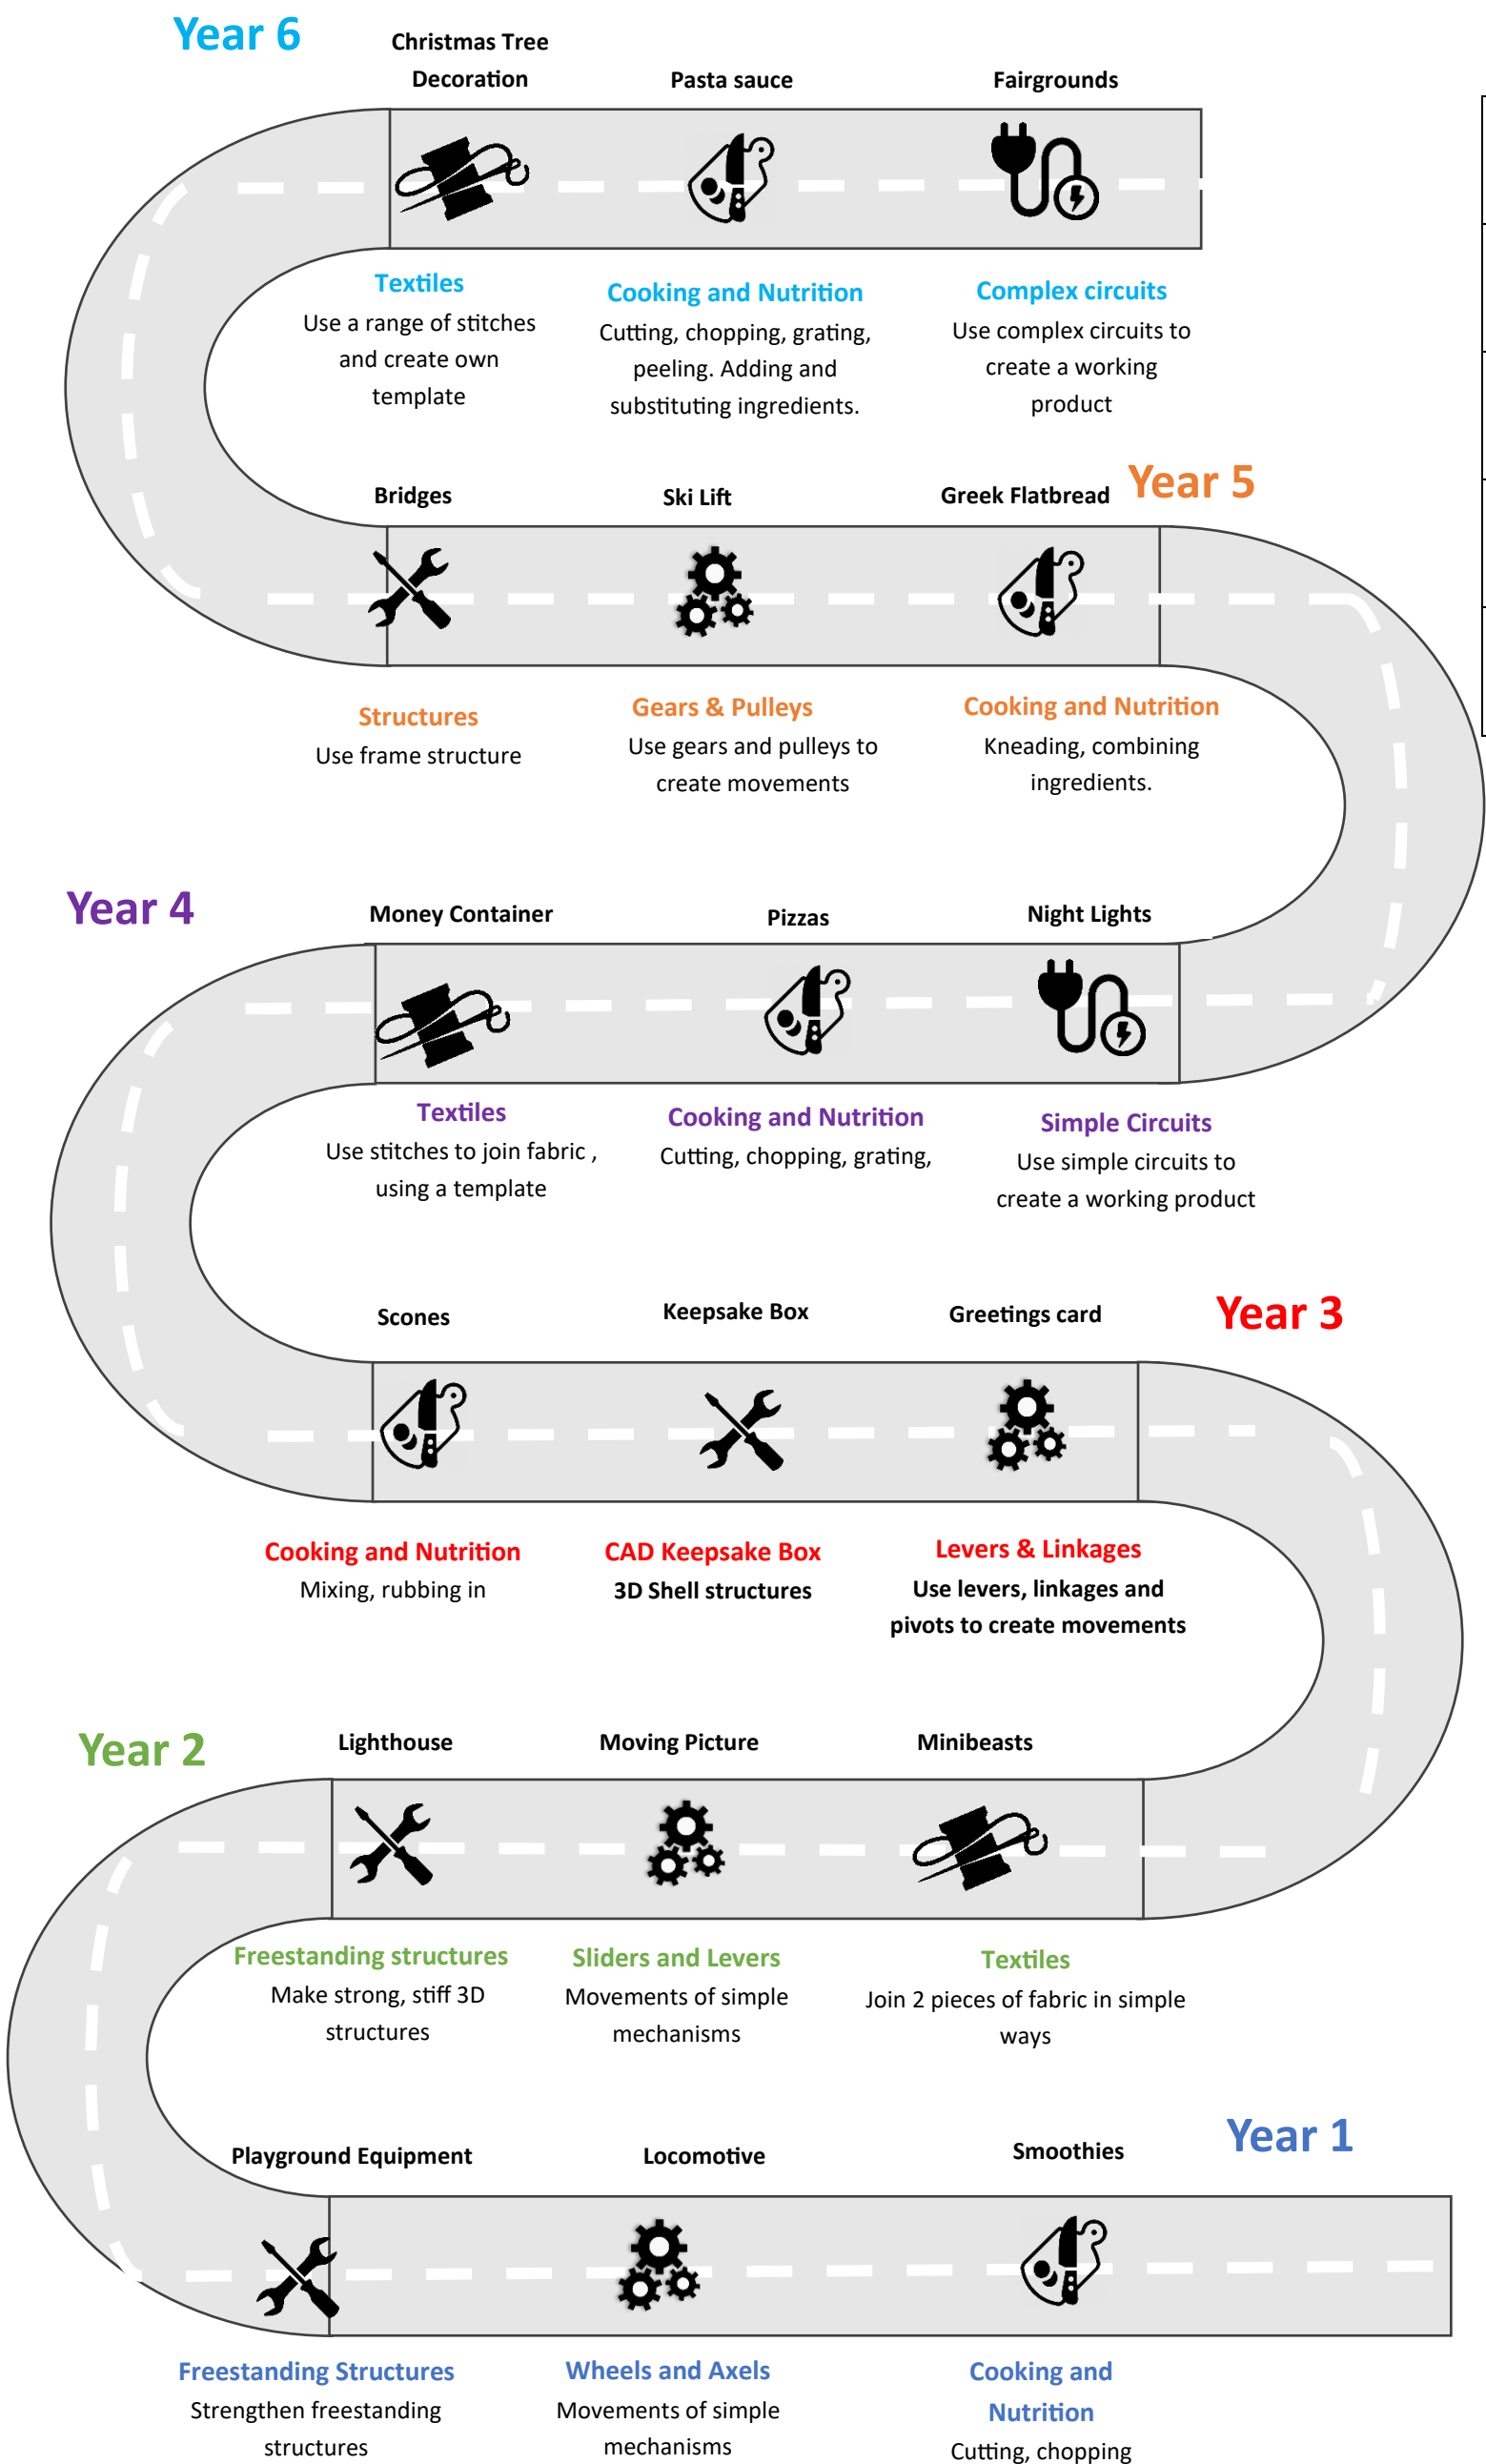 Year 6
Christmas Tree
Decoration
Pasta sauce
Fairgrounds
Textiles
Use a range of stitches
and create own
template
Cooking and Nutrition
Cutting, chopping, grating,
peeling. Adding and
substituting ingredients.
Complex circuits
Use complex circuits to
create a working
product
Year 5
Bridges
Ski Lift
Greek Flatbread
Structures
Use frame structure
Gears & Pulleys
Use gears and pulleys to
create movements
Cooking and Nutrition
Kneading, combining
ingredients.
Year 4
Money Container
Pizzas
Night Lights
Textiles
Use stitches to join fabric ,
using a template
Cooking and Nutrition
Cutting, chopping, grating,
Simple Circuits
Use simple circuits to
create a working product
Year 3
Scones
Keepsake Box
Greetings card
Cooking and Nutrition
Mixing, rubbing in
CAD Keepsake Box
3D Shell structures
Levers & Linkages
Use levers, linkages and
pivots to create movements
Year 2
Lighthouse
Moving Picture
Minibeasts
Freestanding structures
Make strong, stiff 3D
structures
Sliders and Levers
Movements of simple
mechanisms
Textiles
Join 2 pieces of fabric in simple
ways
Year 1
Playground Equipment
Locomotive
Smoothies
Freestanding Structures
Strengthen freestanding
structures
Wheels and Axels
Movements of simple
mechanisms
Cooking and
Nutrition
Cutting, chopping